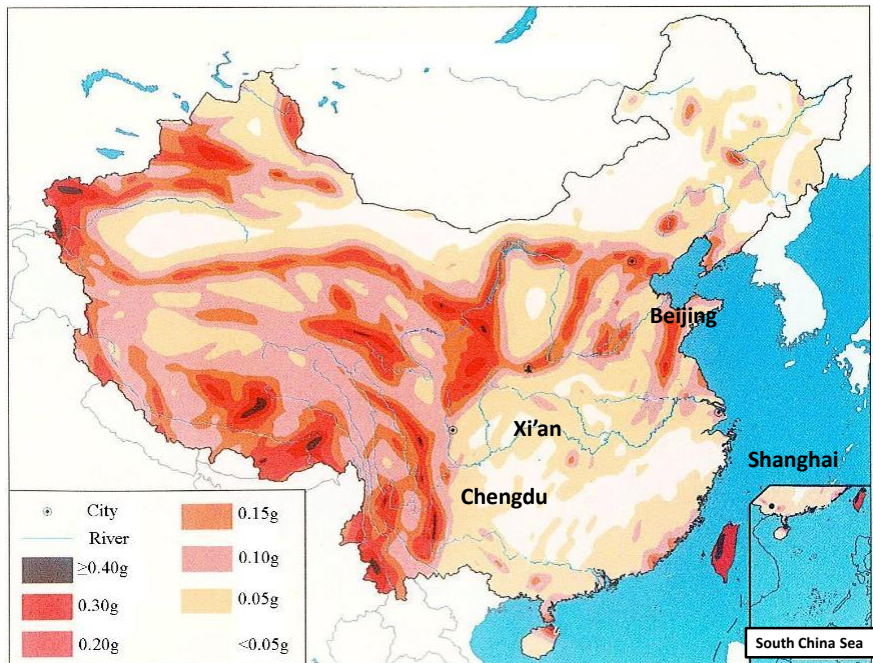 Beijing
Xi'an
Shanghai
Chengdu
City
River
≥0.40g
0.30g
0.20g
0.15g
0.10g
0.05g
<0.05g
South China Sea